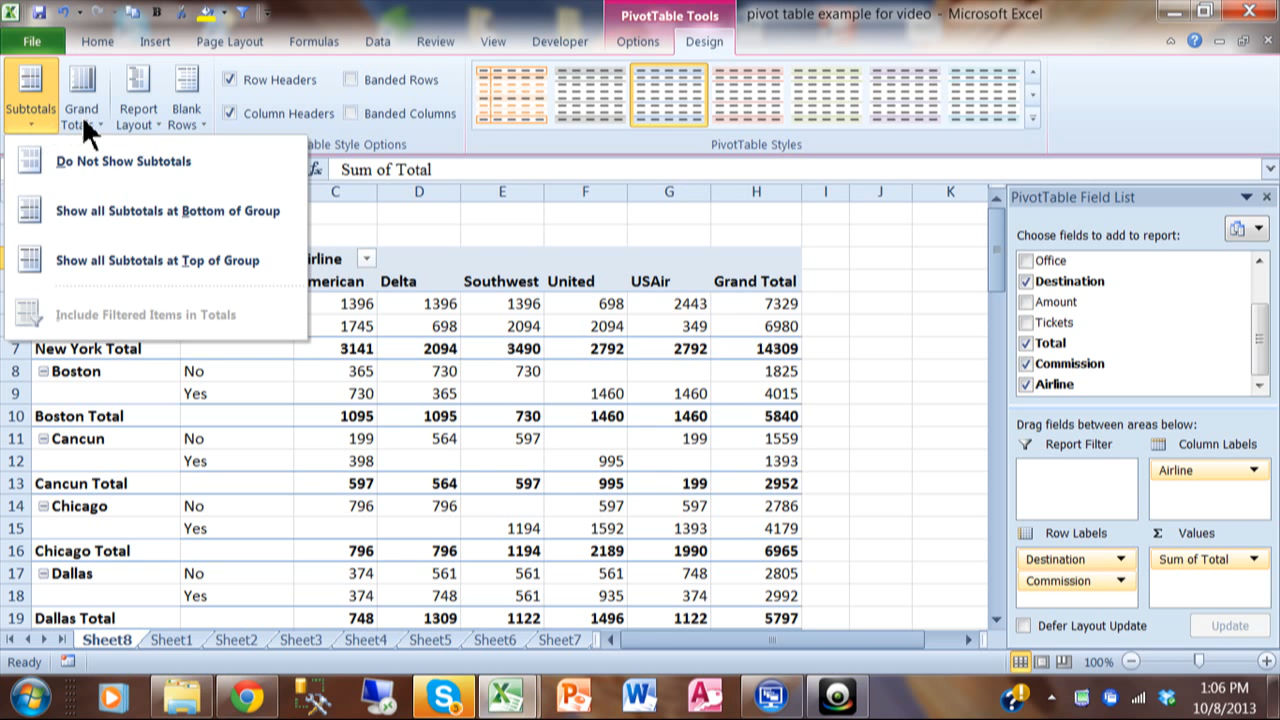 PivotTable Tools
pivot table example for video - Microsoft Excel
File Home Insert Page Layout Formulas Data Review View Developer Options Design
Subtotals
Grand
Report Layout
Blank Rows
Row Headers
Banded Rows
Column Headers
Banded Columns
Table Style Options
PivotTable Styles
Do Not Show Subtotals
Show all Subtotals at Bottom of Group
Show all Subtotals at Top of Group
Include Filtered Items in Totals
fx Sum of Total
C D E F G H I J K
irline
merican Delta Southwest United USAir Grand Total
1396 1396 1396 698 2443 7329
1745 698 2094 2094 349 6980
7 New York Total 3141 2094 3490 2792 2792 14309
8 Boston No 365 730 730 1825
9 Yes 730 365 1460 1460 4015
10 Boston Total 1095 1095 730 1460 1460 5840
11 Cancun No 199 564 597 199 1559
12 Yes 398 995 1393
13 Cancun Total 597 564 597 995 199 2952
14 Chicago No 796 796 597 597 2786
15 Yes 1194 1592 1393 4179
16 Chicago Total 796 796 1194 2189 1990 6965
17 Dallas No 374 561 561 561 748 2805
18 Yes 374 748 561 935 374 2992
19 Dallas Total 748 1309 1122 1496 1122 5797
PivotTable Field List
Choose fields to add to report:
Office
Destination
Amount
Tickets
Total
Commission
Airline
Drag fields between areas below:
Report Filter
Column Labels
Airline
Row Labels
Σ Values
Destination
Sum of Total
Commission
Defer Layout Update
Update
Sheet8 Sheet1 Sheet2 Sheet3 Sheet4 Sheet5 Sheet6 Sheet7
Ready
100%
1:06 PM
10/8/2013